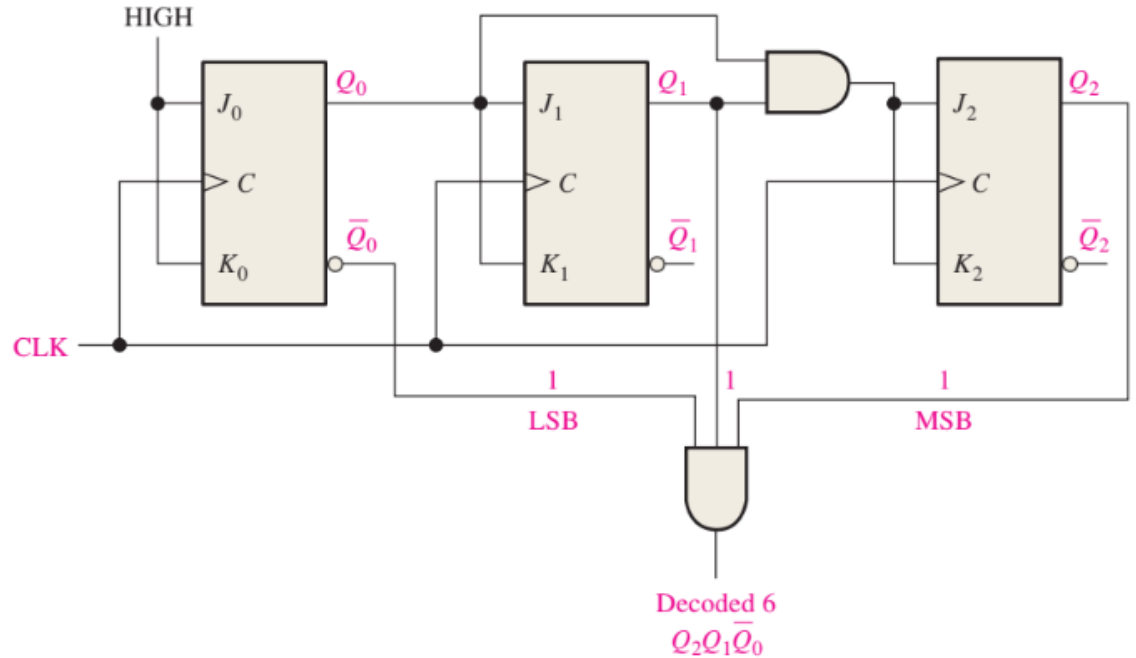 HIGH
Q₀
Q₁
Q₂
J₀
J₁
J₂
C
C
C
Q̅₀
Q̅₁
Q̅₂
K₀
K₁
K₂
CLK
1
1
1
LSB
MSB
Decoded 6
Q₂Q₁Q̅₀